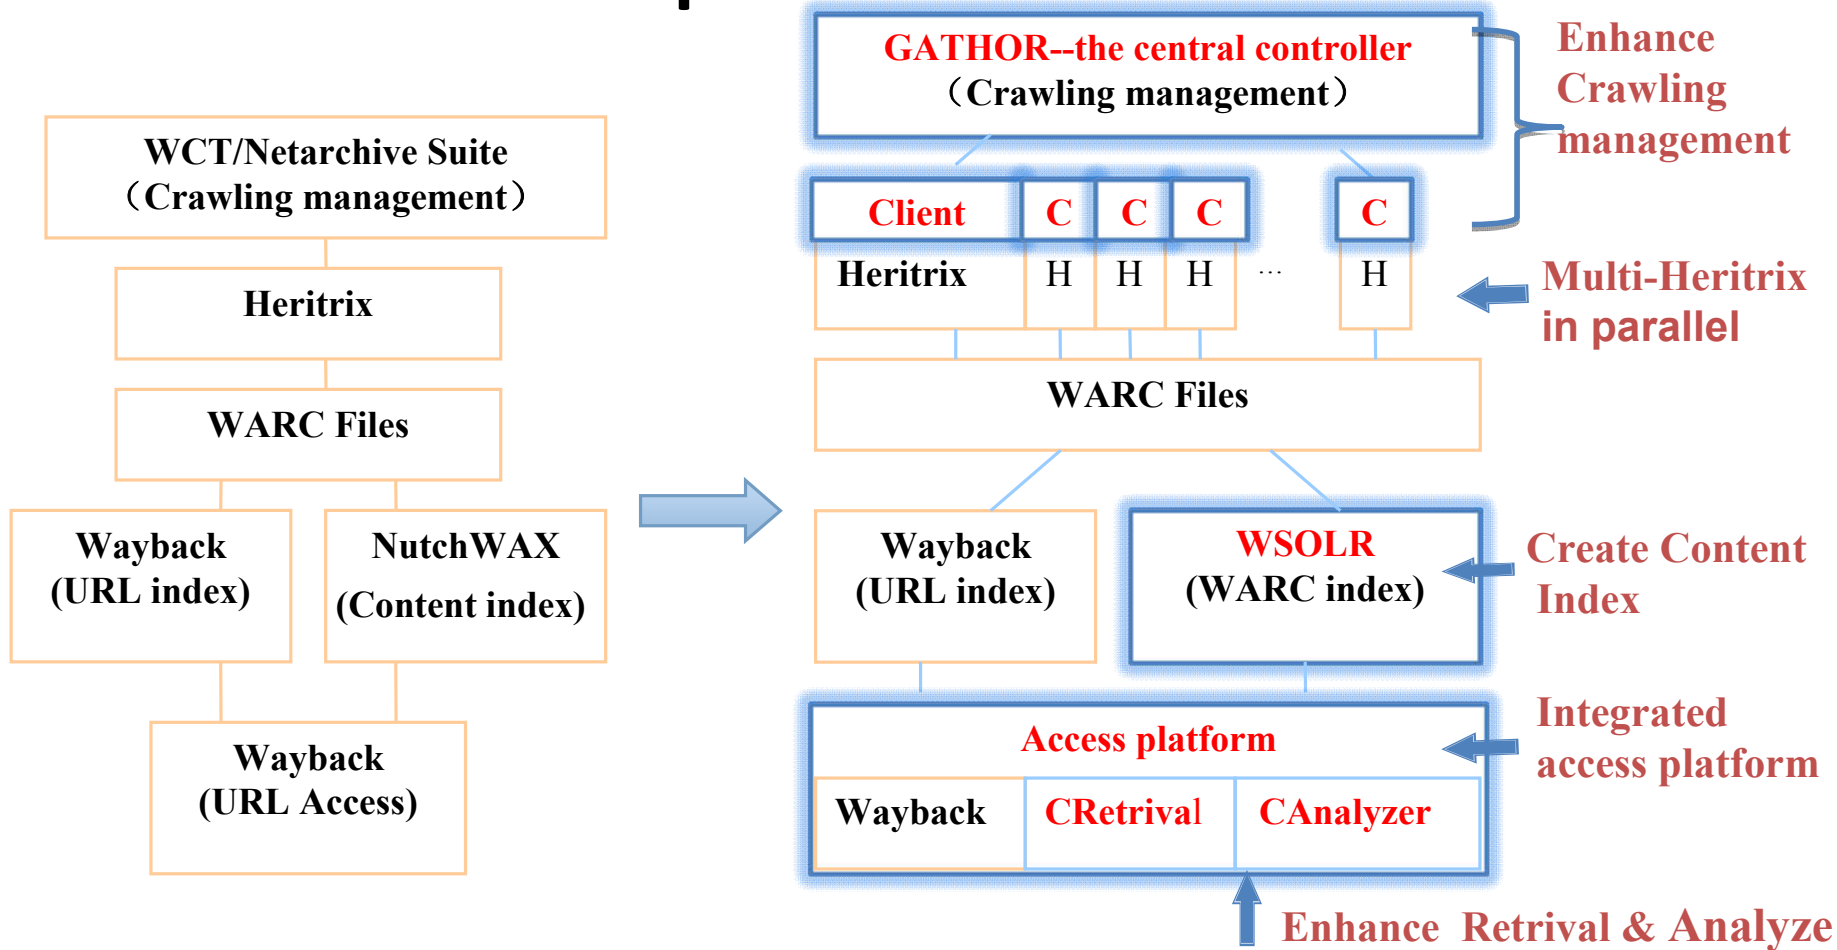 WCT/Netarchive Suite
（Crawling management）
Heritrix
WARC Files
Wayback
(URL index)
NutchWAX
(Content index)
Wayback
(URL Access)
GATHOR--the central controller
（Crawling management）
Client
C
C
C
C
Heritrix
H
H
H
...
H
WARC Files
Wayback
(URL index)
WSOLR
(WARC index)
Access platform
Wayback
CRetrival
CAnalyzer
Enhance
Crawling
management
Multi-Heritrix
in parallel
Create Content
Index
Integrated
access platform
Enhance Retrival & Analyze